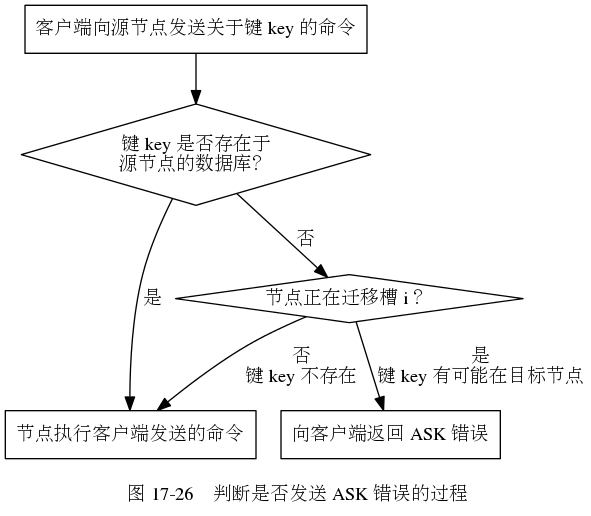 客户端向源节点发送关于键 key 的命令
键 key 是否存在于
源节点的数据库？
否
节点正在迁移槽 i ？
是
否
键 key 不存在
是
键 key 有可能在目标节点
节点执行客户端发送的命令
向客户端返回 ASK 错误
图 17-26 判断是否发送 ASK 错误的过程